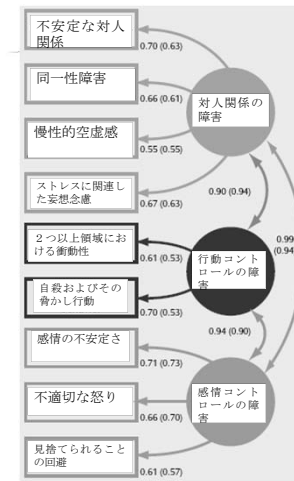 不安定な対人
関係
0.70 (0.63)
同一性障害
0.66 (0.61)
慢性的空虚感
0.55 (0.55)
ストレスに関連し
た妄想念慮
0.67 (0.63)
対人関係の
障害
0.90 (0.94)
0.99
(0.94
２つ以上領域にお
ける衝動性
0.61 (0.53)
自殺およびその
脅かし行動
0.70 (0.53)
行動コント
ロールの障
害
0.94 (0.90)
感情の不安定さ
0.71 (0.73)
不適切な怒り
0.66 (0.70)
見捨てられること
の回避
0.61 (0.57)
感情コント
ロールの障
害